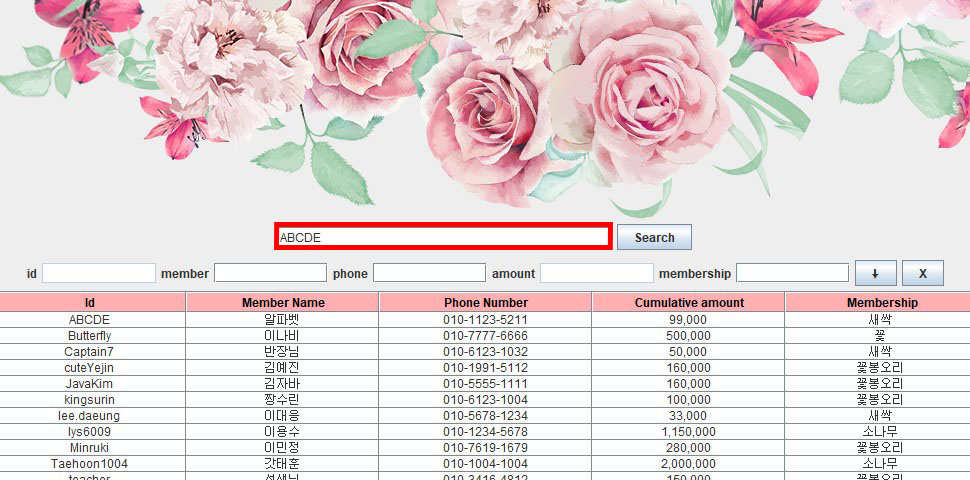 ABCDE Search
id member phone amount membership X
Id Member Name Phone Number Cumulative amount Membership
ABCDE 알파벳 010-1123-5211 99,000 새싹
Butterfly 이나비 010-7777-6666 500,000 꽃
Captain7 반장님 010-6123-1032 50,000 새싹
cuteYejin 김예진 010-1991-5112 160,000 꽃봉오리
JavaKim 김자바 010-5555-1111 160,000 꽃봉오리
kingsurin 짱수린 010-6123-1004 100,000 꽃봉오리
lee.daeung 이대웅 010-5678-1234 33,000 새싹
lys6009 이용수 010-1234-5678 1,150,000 소나무
Minruki 이민정 010-7619-1679 280,000 꽃봉오리
Taehoon1004 갓태훈 010-1004-1004 2,000,000 소나무
teacher 선생님 010-3416-4812 150,000 꽃봉오리